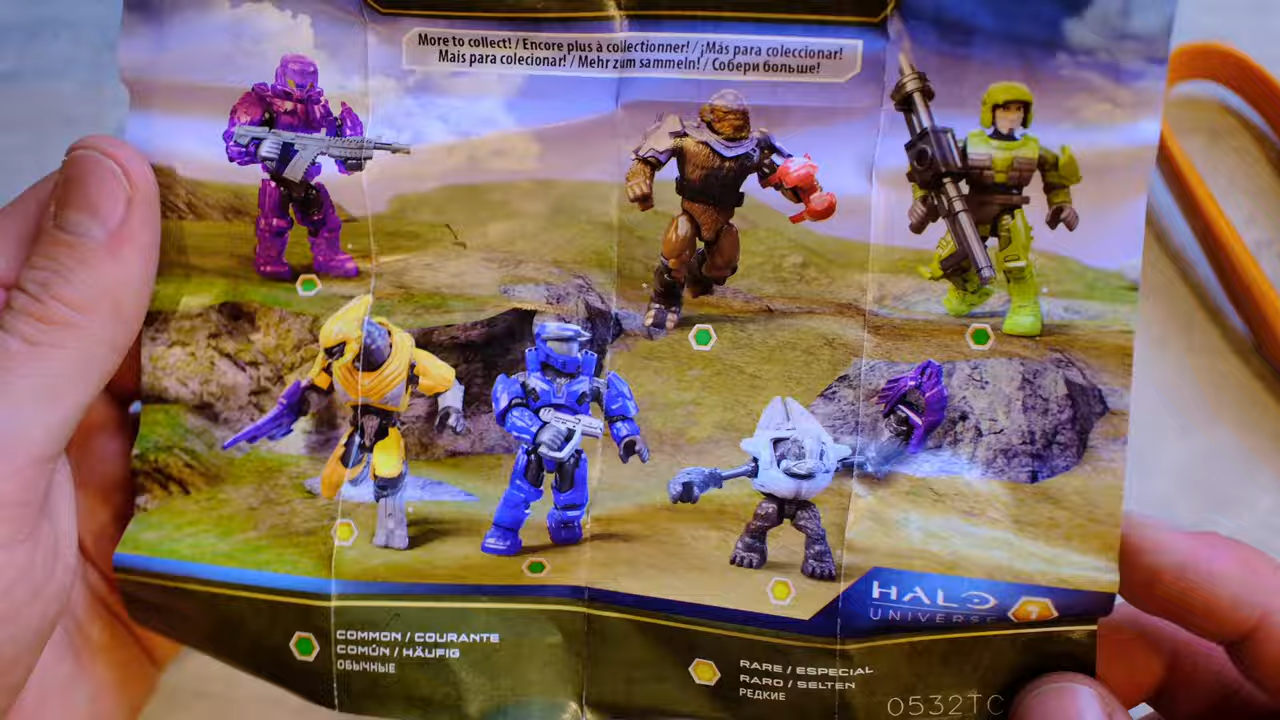 More to collect! / Encore plus à collectionner! / ¡Más para coleccionar!
Mais para colecionar! / Mehr zum sammeln! / Собери больше!
HALO
UNIVERSE
COMMON / COURANTE
COMÚN / HÄUFIG
ОБЫЧНЫЕ
RARE / ESPECIAL
RARO / SELTEN
РЕДКИЕ
0532TC